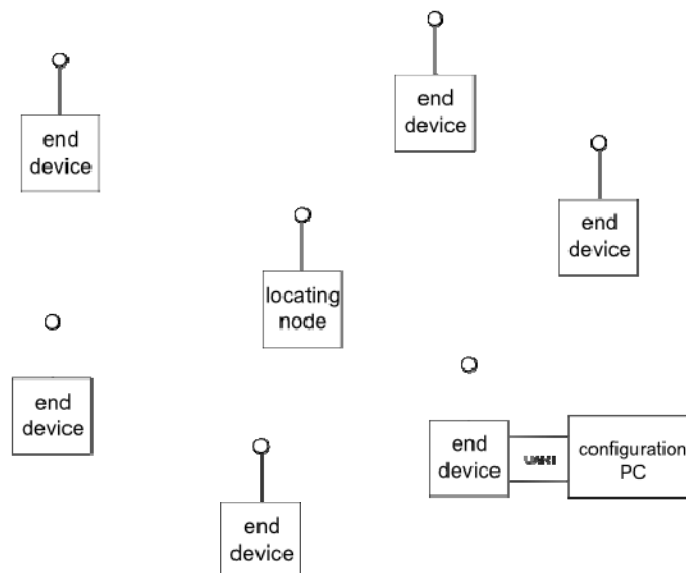 end
device
end
device
end
device
locating
node
end
device
end
device
configuration
PC
end
device